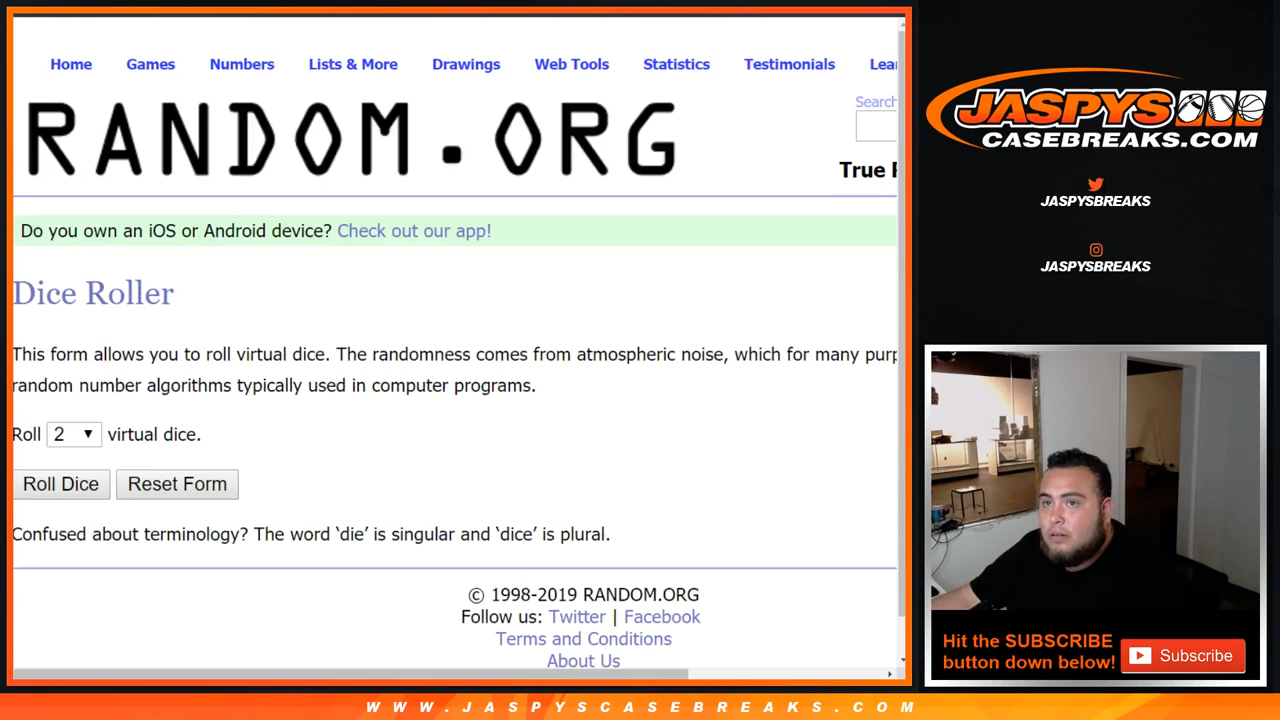 Home Games Numbers Lists & More Drawings Web Tools Statistics Testimonials Lear
RANDOM.ORG
Search
True R
Do you own an iOS or Android device? Check out our app!
Dice Roller
This form allows you to roll virtual dice. The randomness comes from atmospheric noise, which for many purp
random number algorithms typically used in computer programs.
Roll 2 virtual dice.
Roll Dice Reset Form
Confused about terminology? The word ‘die’ is singular and ‘dice’ is plural.
© 1998-2019 RANDOM.ORG
Follow us: Twitter | Facebook
Terms and Conditions
About Us
JASPYS
CASEBREAKS.COM
JASPYSBREAKS
JASPYSBREAKS
Hit the SUBSCRIBE
button down below!
Subscribe
WWW.JASPYSCASEBREAKS.COM